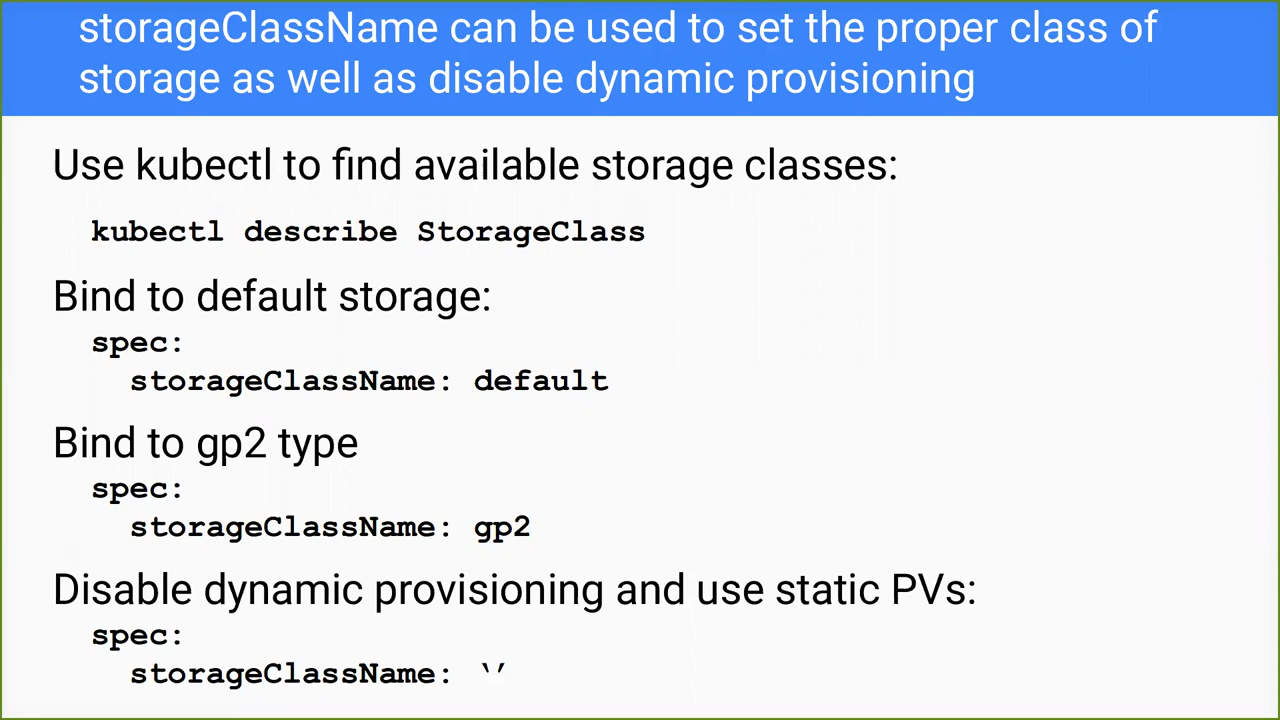 storageClassName can be used to set the proper class of
storage as well as disable dynamic provisioning
Use kubectl to find available storage classes:
kubectl describe StorageClass
Bind to default storage:
spec:
storageClassName: default
Bind to gp2 type
spec:
storageClassName: gp2
Disable dynamic provisioning and use static PVs:
spec:
storageClassName: ‘’